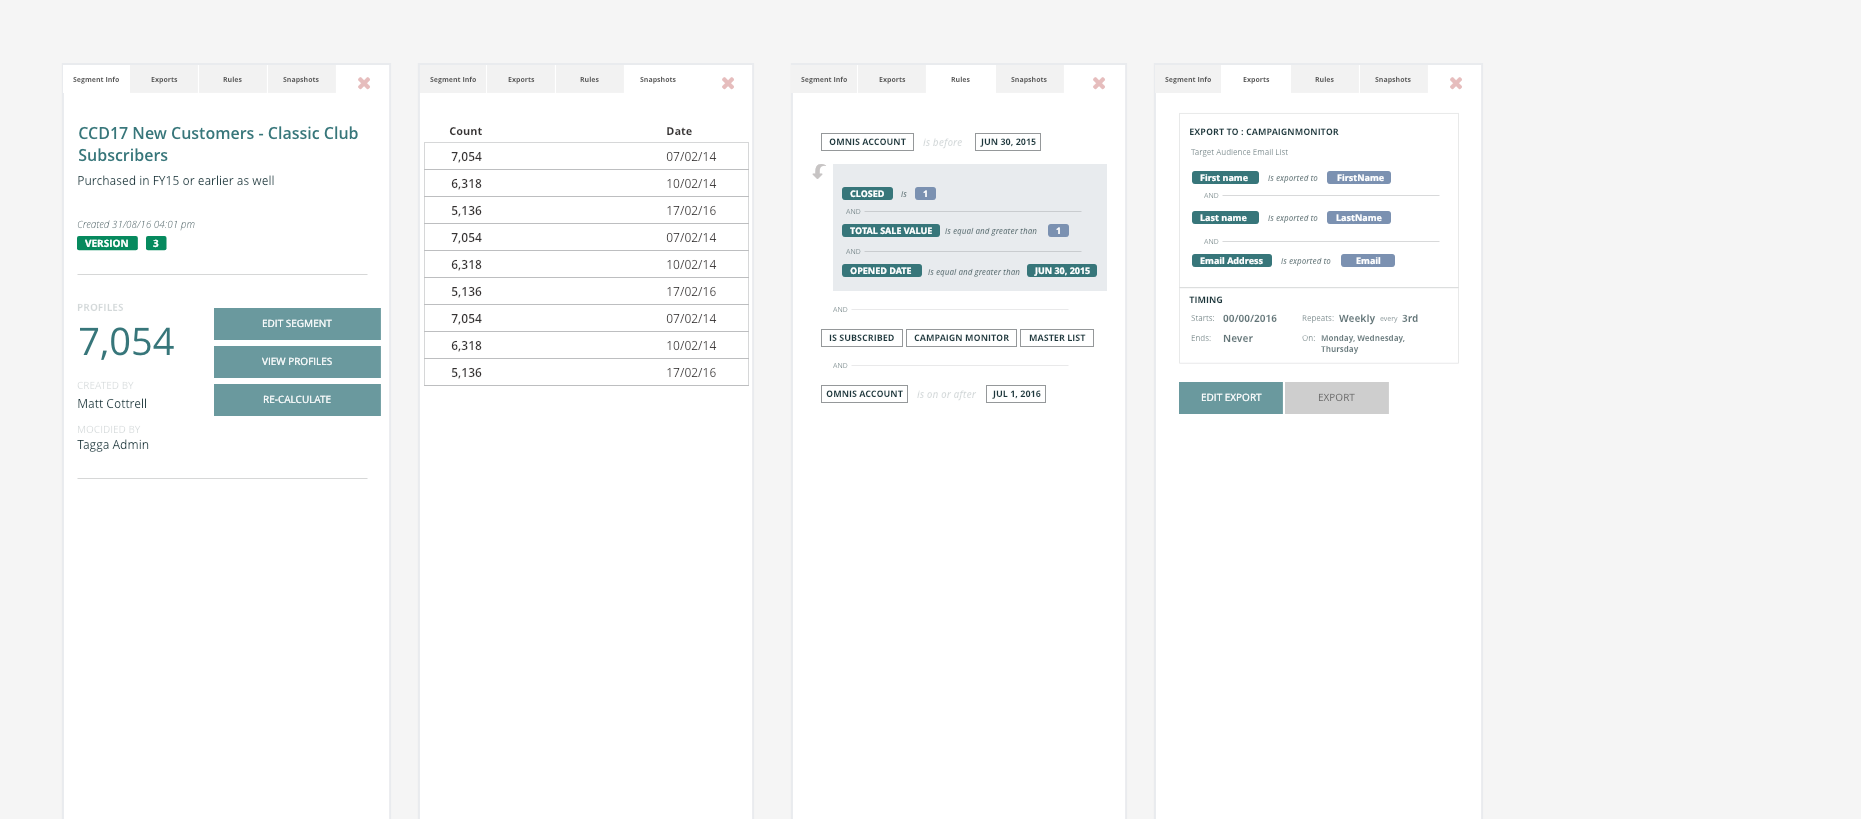 Segment Info Exports Rules Snapshots
CCD17 New Customers - Classic Club
Subscribers
Purchased in FY15 or earlier as well
Created 31/08/16 04:01 pm
VERSION 3
PROFILES
7,054
EDIT SEGMENT
VIEW PROFILES
RE-CALCULATE
CREATED BY
Matt Cottrell
MOCIDIED BY
Tagga Admin
Segment Info Exports Rules Snapshots
Count Date
7,054 07/02/14
6,318 10/02/14
5,136 17/02/16
7,054 07/02/14
6,318 10/02/14
5,136 17/02/16
7,054 07/02/14
6,318 10/02/14
5,136 17/02/16
Segment Info Exports Rules Snapshots
OMNIS ACCOUNT is before JUN 30, 2015
CLOSED is 1
AND
TOTAL SALE VALUE is equal and greater than 1
AND
OPENED DATE is equal and greater than JUN 30, 2015
AND
IS SUBSCRIBED CAMPAIGN MONITOR MASTER LIST
AND
OMNIS ACCOUNT is on or after JUL 1, 2016
Segment Info Exports Rules Snapshots
EXPORT TO : CAMPAIGNMONITOR
Target Audience Email List
First name is exported to FirstName
AND
Last name is exported to LastName
AND
Email Address is exported to Email
TIMING
Starts: 00/00/2016 Repeats: Weekly every 3rd
Ends: Never On: Monday, Wednesday,
Thursday
EDIT EXPORT EXPORT